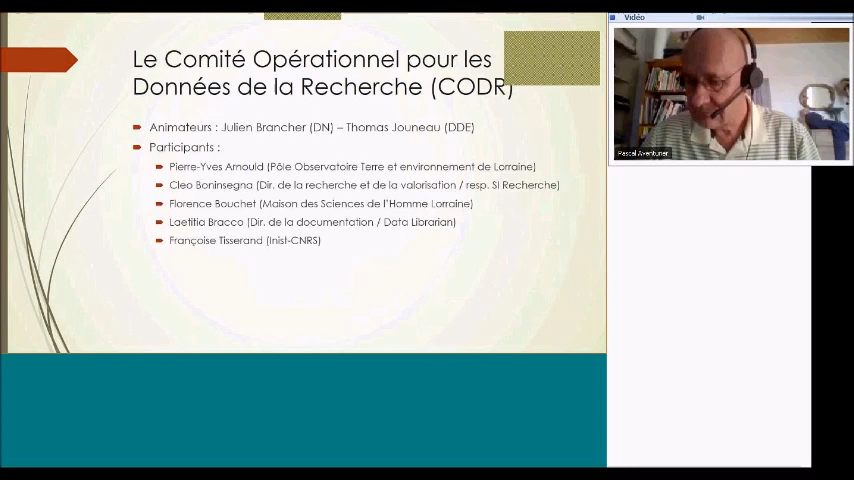 Le Comité Opérationnel pour les
Données de la Recherche (CODR)
Animateurs : Julien Brancher (DN) – Thomas Jouneau (DDE)
Participants :
Pierre-Yves Arnould (Pôle Observatoire Terre et environnement de Lorraine)
Cleo Boninsegna (Dir. de la recherche et de la valorisation / resp. SI Recherche)
Florence Bouchet (Maison des Sciences de l'Homme Lorraine)
Laetitia Bracco (Dir. de la documentation / Data Librarian)
Françoise Tisserand (Inist-CNRS)
Vidéo
Pascal Aventurier